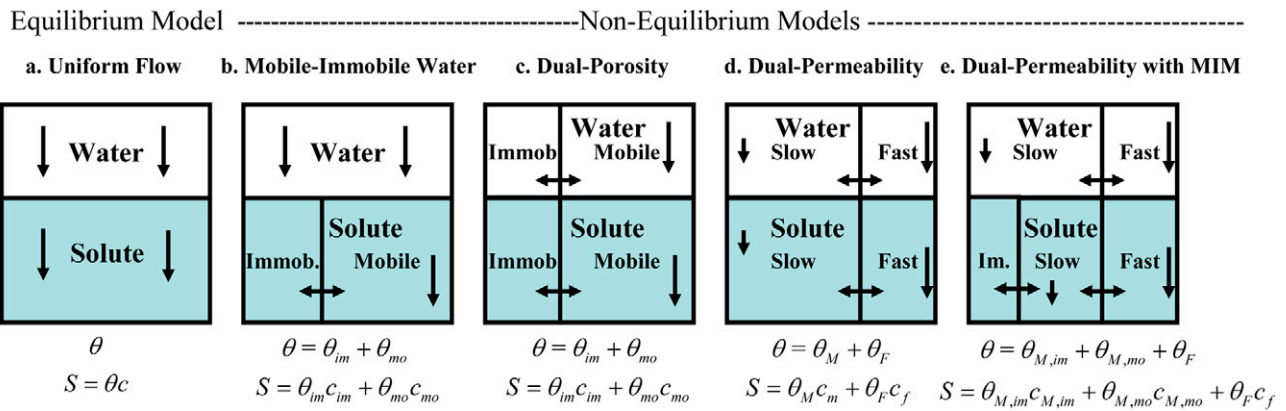 Equilibrium Model ------------------------------------Non-Equilibrium Models ----------------------------------------
a. Uniform Flow
b. Mobile-Immobile Water
c. Dual-Porosity
d. Dual-Permeability
e. Dual-Permeability with MIM
Water
Solute
θ
S = θc
Water
Solute
Immob.
Mobile
θ = θ_im + θ_mo
S = θ_im c_im + θ_mo c_mo
Water
Immob.
Mobile
Solute
Immob.
Mobile
θ = θ_im + θ_mo
S = θ_im c_im + θ_mo c_mo
Water
Slow
Fast
Solute
Slow
Fast
θ = θ_M + θ_F
S = θ_M c_m + θ_F c_f
Water
Slow
Fast
Solute
Im.
Slow
Fast
θ = θ_M,im + θ_M,mo + θ_F
S = θ_M,im c_M,im + θ_M,mo c_M,mo + θ_F c_f